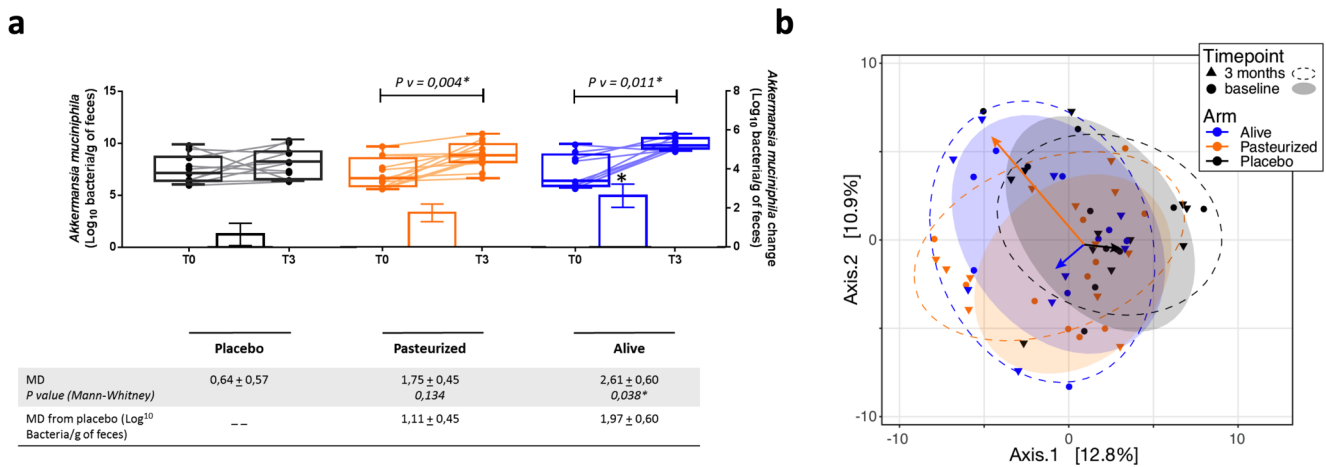 a
P v = 0,004*
P v = 0,011*
Akkermansia muciniphila
(Log10 bacteria/g of feces)
15
10
5
0
8
6
4
2
0
Akkermansia muciniphila change
(Log10 bacteria/g of feces)
*
T0 T3 T0 T3 T0 T3
Placebo Pasteurized Alive
MD 0,64 ± 0,57 1,75 ± 0,45 2,61 ± 0,60
P value (Mann-Whitney) 0,134 0,038*
MD from placebo (Log10 _ _ 1,11 ± 0,45 1,97 ± 0,60
Bacteria/g of feces)
b
Timepoint
3 months
baseline
Arm
Alive
Pasteurized
Placebo
Axis.2 [10.9%]
10
0
-10
-10 0 10
Axis.1 [12.8%]